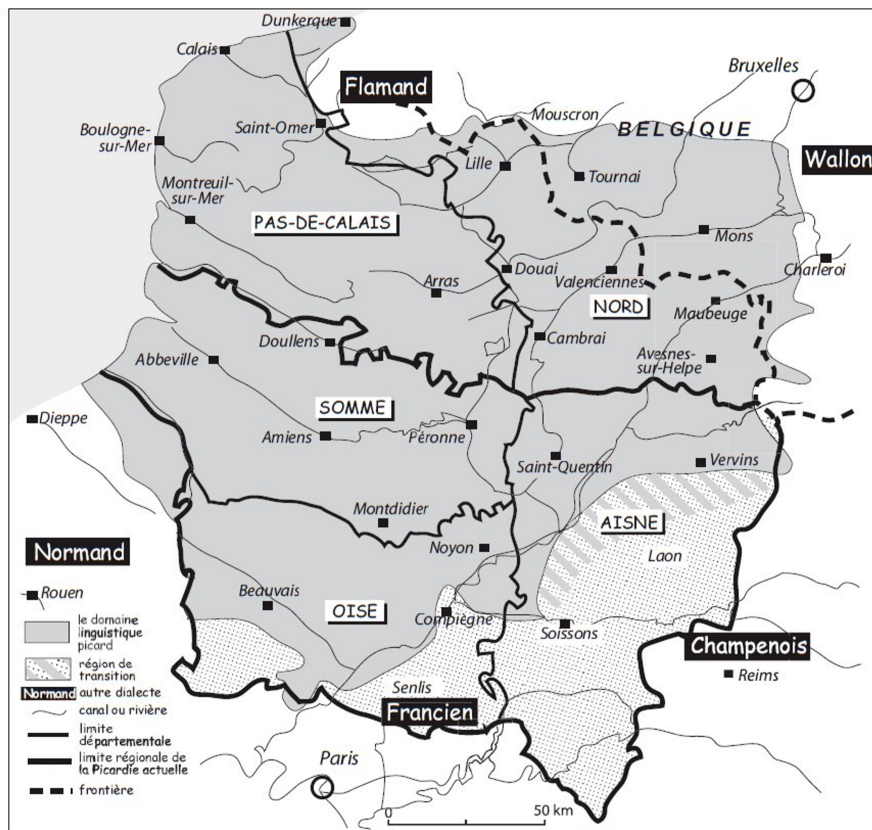 Dunkerque
Calais
Bruxelles
Flamand
Mouscron
BELGIQUE
Saint-Omer
Boulogne-
sur-Mer
Wallon
Lille
Tournai
Montreuil-
sur-Mer
PAS-DE-CALAIS
Mons
Charleroi
Douai
Valenciennes
Arras
NORD
Maubeuge
Doullens
Cambrai
Abbeville
Avesnes-
sur-Helpe
SOMME
Dieppe
Amiens
Péronne
Saint-Quentin
Vervins
Montdidier
AISNE
Noyon
Laon
Normand
Rouen
Beauvais
OISE
Compiègne
Soissons
le domaine
linguistique
picard
Champenois
Reims
région de
transition
Senlis
Normand autre dialecte
Francien
canal ou rivière
limite
départementale
Paris
limite régionale de
la Picardie actuelle
frontière
0 50 km